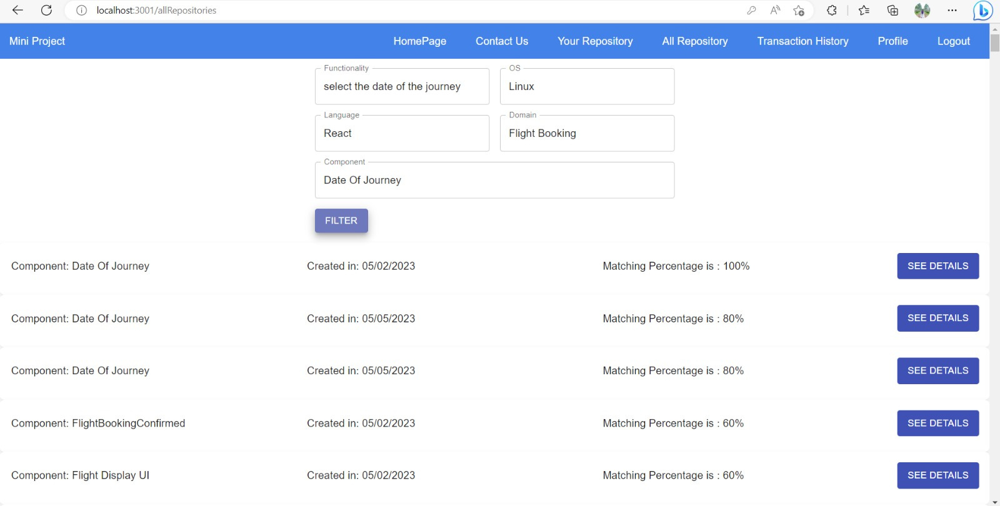 localhost:3001/allRepositories
Mini Project HomePage Contact Us Your Repository All Repository Transaction History Profile Logout
Functionality OS
select the date of the journey Linux
Language Domain
React Flight Booking
Component
Date Of Journey
FILTER
Component: Date Of Journey Created in: 05/02/2023 Matching Percentage is : 100% SEE DETAILS
Component: Date Of Journey Created in: 05/05/2023 Matching Percentage is : 80% SEE DETAILS
Component: Date Of Journey Created in: 05/05/2023 Matching Percentage is : 80% SEE DETAILS
Component: FlightBookingConfirmed Created in: 05/02/2023 Matching Percentage is : 60% SEE DETAILS
Component: Flight Display UI Created in: 05/02/2023 Matching Percentage is : 60% SEE DETAILS